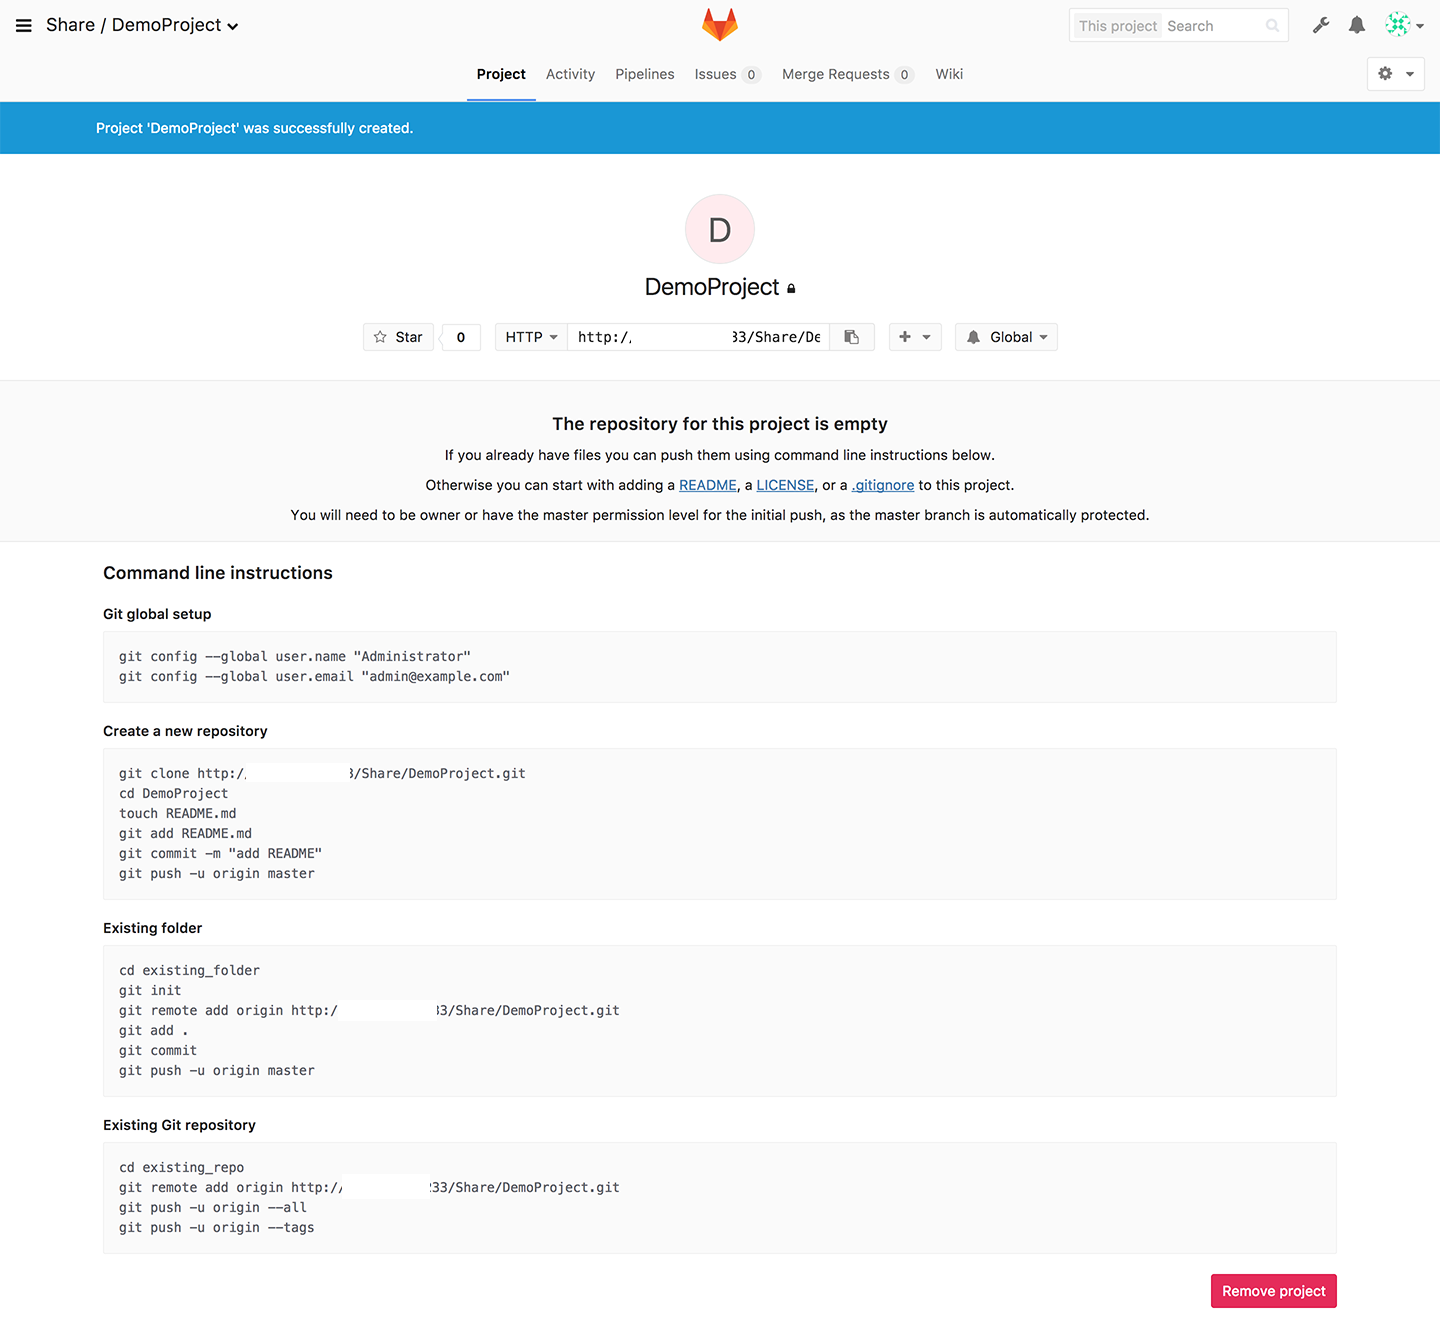 Share / DemoProject
This project Search
Project Activity Pipelines Issues 0 Merge Requests 0 Wiki
Project 'DemoProject' was successfully created.
D
DemoProject
Star 0 HTTP http:/ 33/Share/De + Global
The repository for this project is empty
If you already have files you can push them using command line instructions below.
Otherwise you can start with adding a README, a LICENSE, or a .gitignore to this project.
You will need to be owner or have the master permission level for the initial push, as the master branch is automatically protected.
Command line instructions
Git global setup
git config --global user.name "Administrator"
git config --global user.email "admin@example.com"
Create a new repository
git clone http:/ 3/Share/DemoProject.git
cd DemoProject
touch README.md
git add README.md
git commit -m "add README"
git push -u origin master
Existing folder
cd existing_folder
git init
git remote add origin http:/ 33/Share/DemoProject.git
git add .
git commit
git push -u origin master
Existing Git repository
cd existing_repo
git remote add origin http:// 33/Share/DemoProject.git
git push -u origin --all
git push -u origin --tags
Remove project